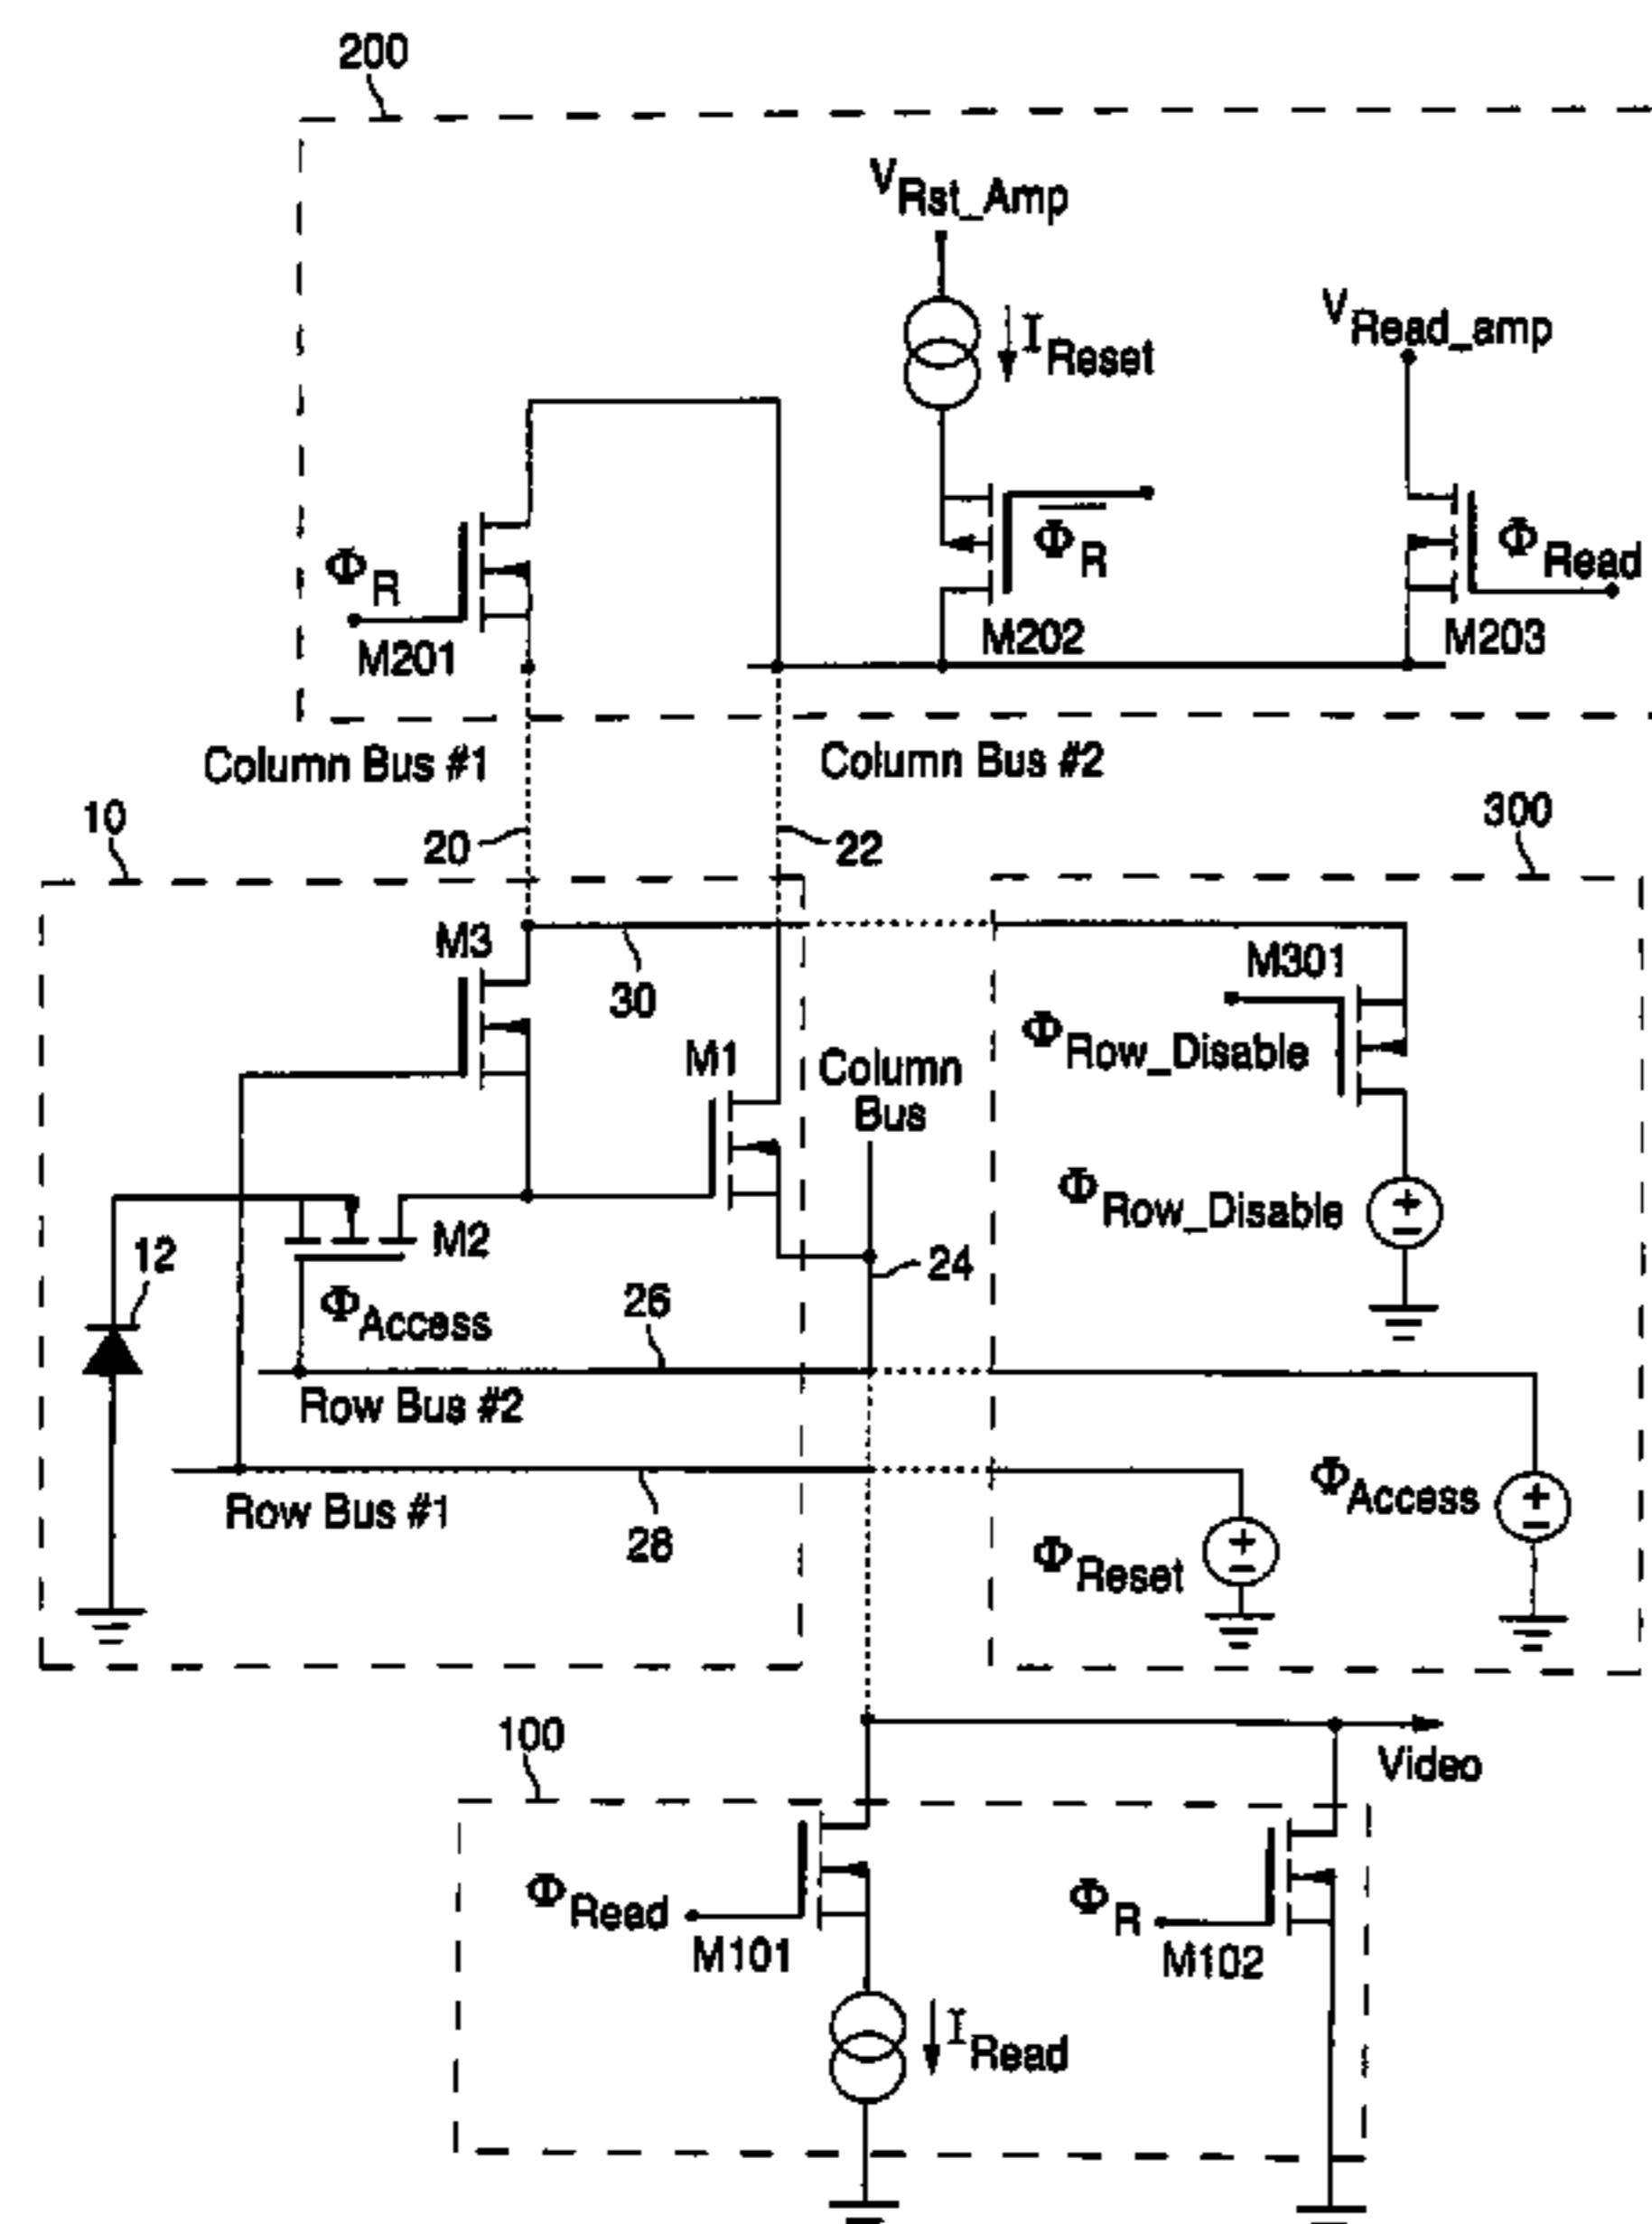 200
VRst_Amp
IReset
VRead_amp
ΦR
M201
ΦR
M202
ΦRead
M203
Column Bus #1
Column Bus #2
10
20
22
300
M3
30
M301
ΦRow_Disable
M1
Column
Bus
ΦRow_Disable
+
−
12
M2
ΦAccess
26
24
Row Bus #2
Row Bus #1
28
ΦReset
+
−
ΦAccess
+
−
100
Video
ΦRead
M101
ΦR
M102
IRead